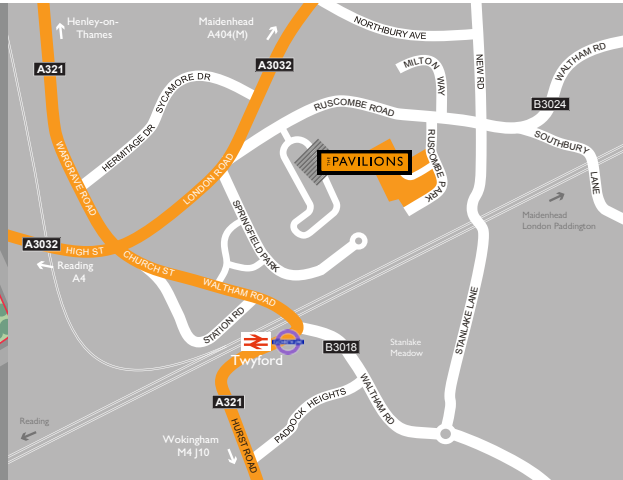 Henley-on-
Thames
Maidenhead
A404(M)
NORTHBURY AVE
NEW RD
WALTHAM RD
A321
A3032
MILTON
WAY
SYCAMORE DR
HERMITAGE DR
RUSCOMBE ROAD
B3024
SOUTHBURY
LANE
THE PAVILIONS
RUSCOMBE
PARK
WARGRAVE ROAD
LONDON ROAD
SPRINGFIELD PARK
Maidenhead
London Paddington
A3032
HIGH ST
Reading
A4
CHURCH ST
WALTHAM ROAD
STATION RD
STANLAKE LANE
Twyford
B3018
Stanlake
Meadow
A321
PADDOCK HEIGHTS
WALTHAM RD
Reading
Wokingham
M4 J10
HURST ROAD